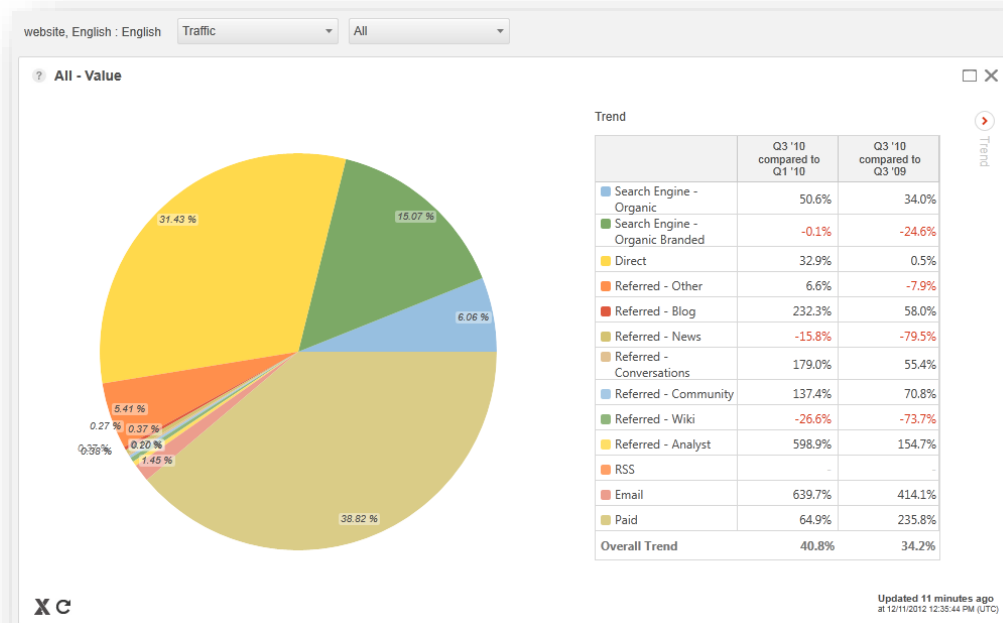 website, English : English Traffic All
? All - Value
Trend
Q3 '10 compared to Q1 '10
Q3 '10 compared to Q3 '09
Search Engine - Organic 50.6% 34.0%
Search Engine - Organic Branded -0.1% -24.6%
Direct 32.9% 0.5%
Referred - Other 6.6% -7.9%
Referred - Blog 232.3% 58.0%
Referred - News -15.8% -79.5%
Referred - Conversations 179.0% 55.4%
Referred - Community 137.4% 70.8%
Referred - Wiki -26.6% -73.7%
Referred - Analyst 598.9% 154.7%
RSS - -
Email 639.7% 414.1%
Paid 64.9% 235.8%
Overall Trend 40.8% 34.2%
Trend
31.43 %
15.07 %
6.06 %
5.41 %
0.27 %
0.37 %
0.20 %
1.45 %
38.82 %
Updated 11 minutes ago
at 12/11/2012 12:35:44 PM (UTC)